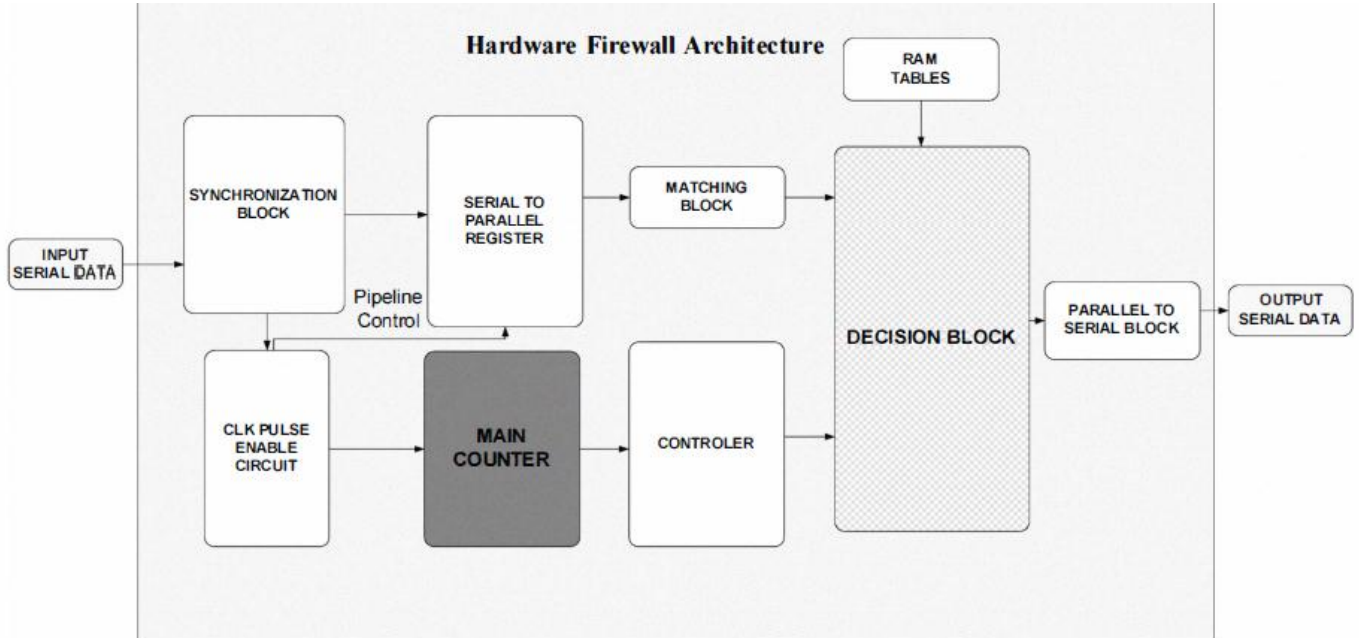 Hardware Firewall Architecture
RAM
TABLES
SYNCHRONIZATION
BLOCK
SERIAL TO
PARALLEL
REGISTER
MATCHING
BLOCK
INPUT
SERIAL DATA
Pipeline
Control
DECISION BLOCK
PARALLEL TO
SERIAL BLOCK
OUTPUT
SERIAL DATA
CLK PULSE
ENABLE
CIRCUIT
MAIN
COUNTER
CONTROLER